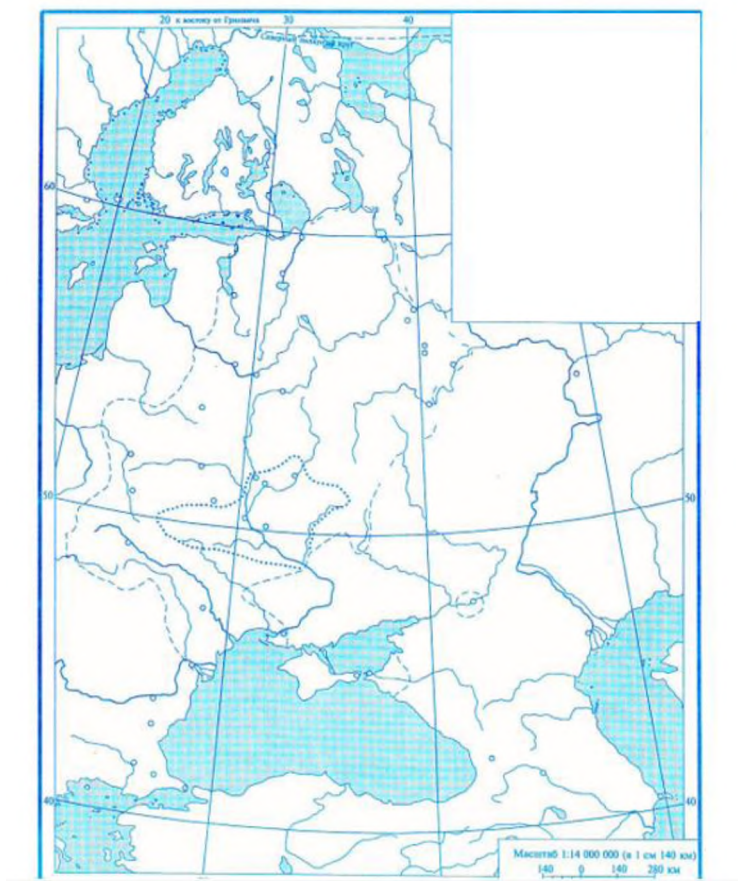 20 к востоку от Гринвича 30 40
Северный полярный круг
60
50 50
40 40
Масштаб 1:14 000 000 (в 1 см 140 км)
140 0 140 280 км